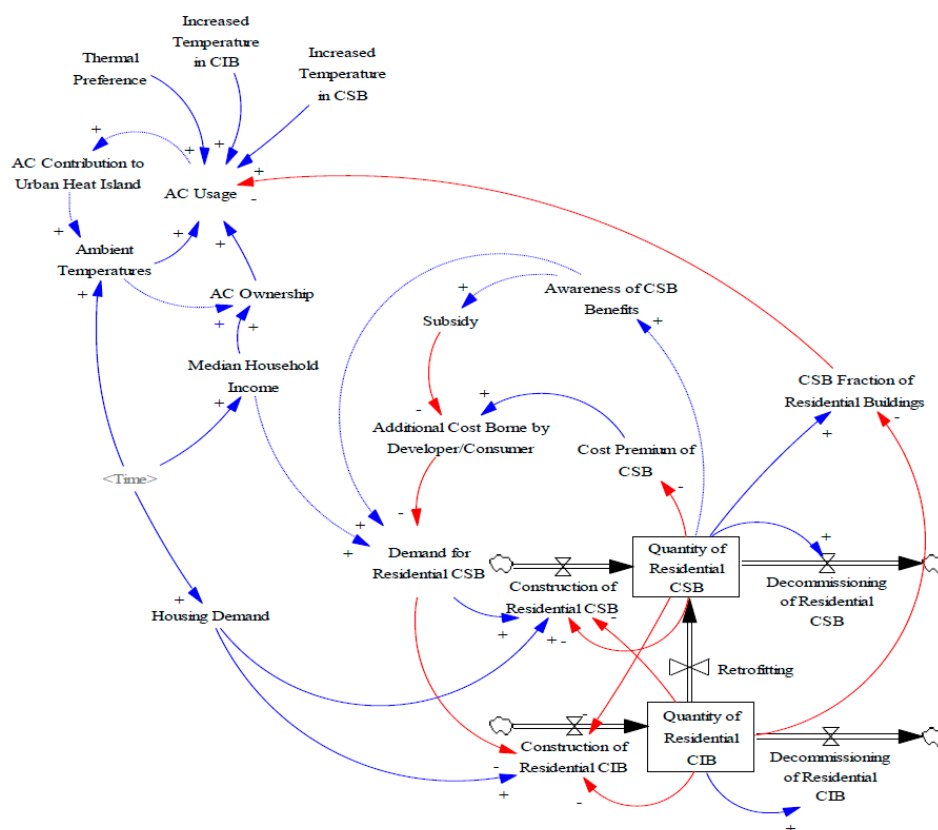 Increased
Temperature
in CIB
Thermal
Preference
Increased
Temperature
in CSB
+
+
+
+
AC Contribution to
Urban Heat Island
AC Usage
-
+
+
+
Ambient
Temperatures
+
AC Ownership
+
+
Awareness of CSB
Benefits
+
Subsidy
+
Median Household
Income
+
CSB Fraction of
Residential Buildings
-
+
+
-
Additional Cost Borne by
Developer/Consumer
Cost Premium of
CSB
-
<Time>
-
+
+
Demand for
Residential CSB
Quantity of
Residential
CSB
+
Construction of
Residential CSB
-
Decommissioning
of Residential
CSB
+
Housing Demand
+
+ -
Retrofitting
-
Quantity of
Residential
CIB
Construction of
Residential CIB
-
+
-
Decommissioning
of Residential
CIB
+